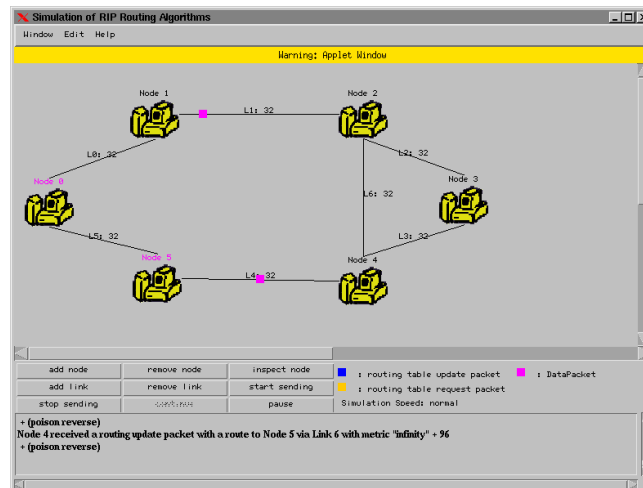 Simulation of RIP Routing Algorithms
Window Edit Help
Warning: Applet Window
Node 1
Node 2
L1: 32
L0: 32
L2: 32
Node 0
Node 3
L6: 32
L5: 32
L3: 32
Node 5
Node 4
L4: 32
add node remove node inspect node
: routing table update packet : DataPacket
add link remove link start sending
: routing table request packet
stop sending continue pause
Simulation Speed: normal
+ (poison reverse)
Node 4 received a routing update packet with a route to Node 5 via Link 6 with metric "infinity" + 96
+ (poison reverse)